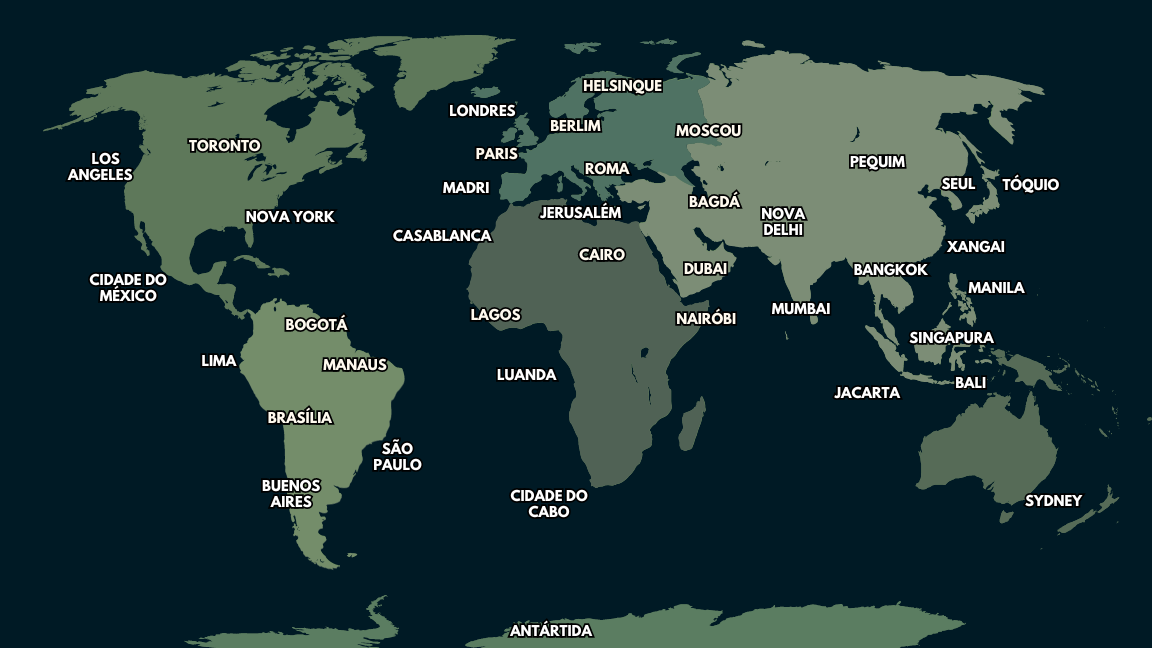 HELSINQUE
LONDRES
BERLIM
MOSCOU
TORONTO
PARIS
LOS
ANGELES
PEQUIM
ROMA
MADRI
SEUL
TÓQUIO
BAGDÁ
JERUSALÉM
NOVA YORK
NOVA
DELHI
CASABLANCA
XANGAI
CAIRO
DUBAI
BANGKOK
CIDADE DO
MÉXICO
MANILA
MUMBAI
LAGOS
NAIRÓBI
BOGOTÁ
SINGAPURA
LIMA
MANAUS
LUANDA
BALI
JACARTA
BRASÍLIA
SÃO
PAULO
BUENOS
AIRES
CIDADE DO
CABO
SYDNEY
ANTÁRTIDA